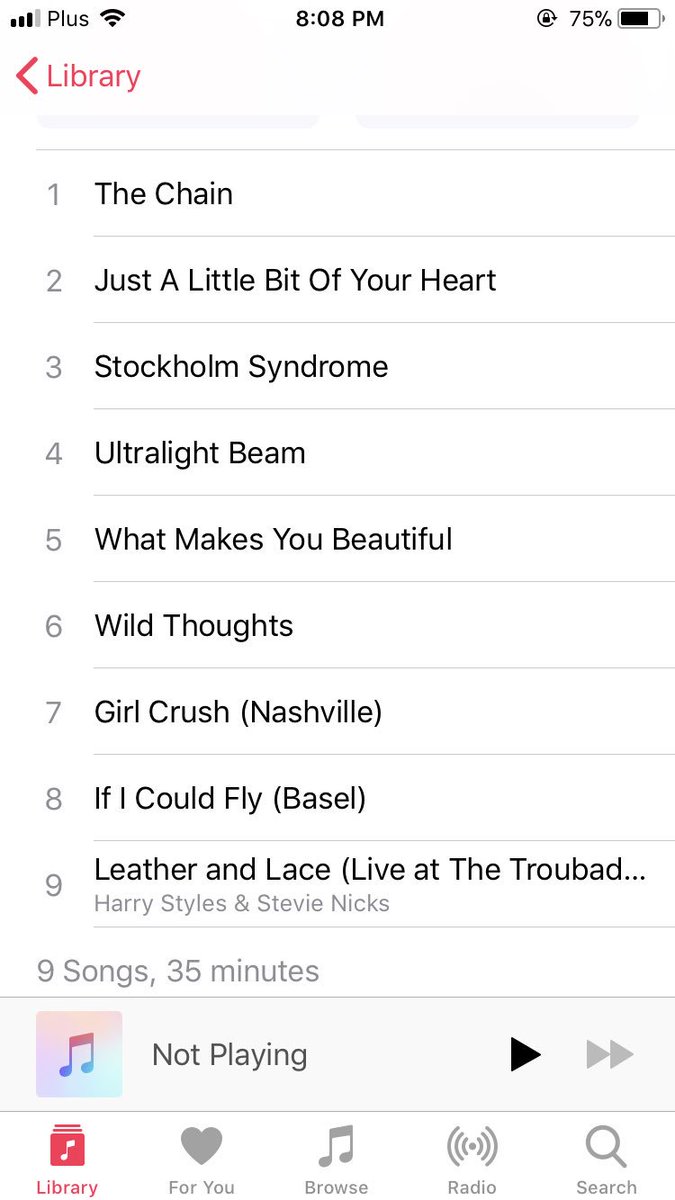 Plus 8:08 PM 75%
Library
1 The Chain
2 Just A Little Bit Of Your Heart
3 Stockholm Syndrome
4 Ultralight Beam
5 What Makes You Beautiful
6 Wild Thoughts
7 Girl Crush (Nashville)
8 If I Could Fly (Basel)
9 Leather and Lace (Live at The Troubad...
Harry Styles & Stevie Nicks
9 Songs, 35 minutes
Not Playing
Library For You Browse Radio Search